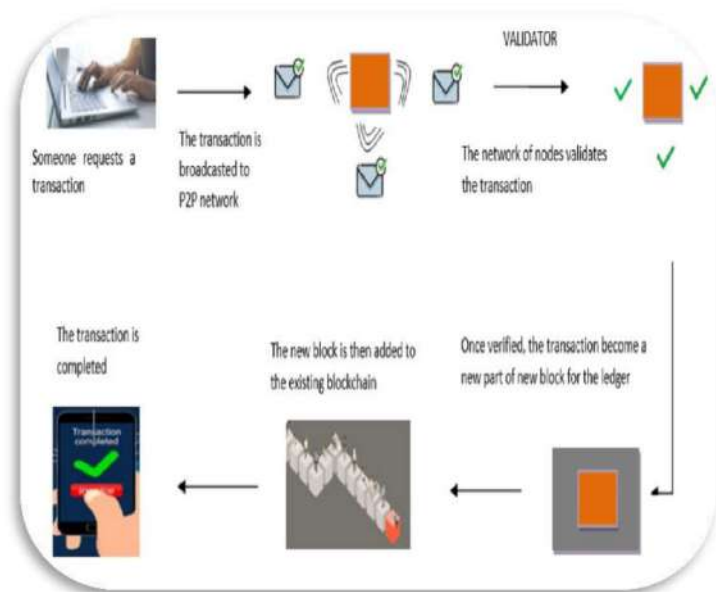 VALIDATOR
Someone requests a
transaction
The transaction is
broadcasted to
P2P network
The network of nodes validates
the transaction
Once verified, the transaction become a
new part of new block for the ledger
The new block is then added to
the existing blockchain
The transaction is
completed
Transaction
completed